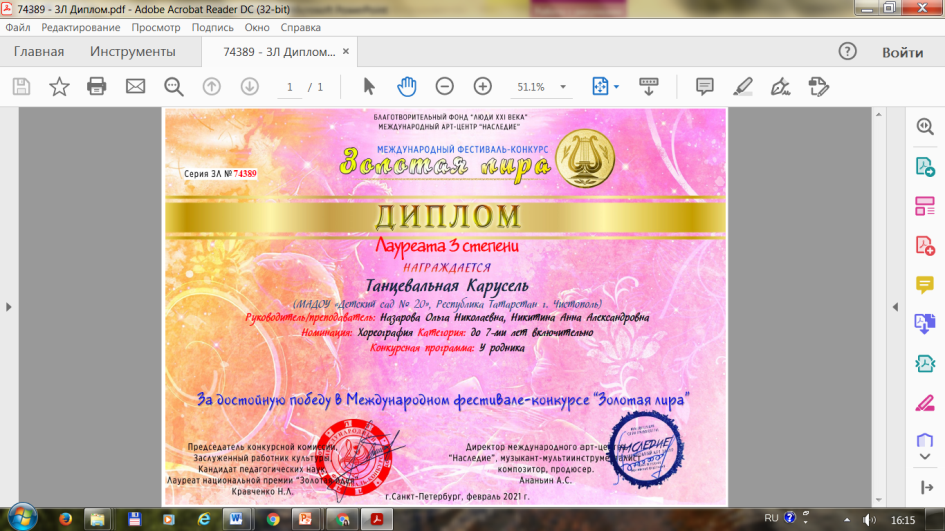 74389 - ЗЛ Диплом.pdf - Adobe Acrobat Reader DC (32-bit)
Файл Редактирование Просмотр Подпись Окно Справка
Главная Инструменты 74389 - ЗЛ Диплом... × Войти
1 / 1 51.1%
БЛАГОТВОРИТЕЛЬНЫЙ ФОНД "ЛЮДИ XXI ВЕКА"
МЕЖДУНАРОДНЫЙ АРТ-ЦЕНТР "НАСЛЕДИЕ"
МЕЖДУНАРОДНЫЙ ФЕСТИВАЛЬ-КОНКУРС
Золотая лира
Серия ЗЛ № 74389
ДИПЛОМ
Лауреата 3 степени
НАГРАЖДАЕТСЯ
Танцевальная Карусель
(МАДОУ «Детский сад № 20», Республика Татарстан г. Чистополь)
Руководитель/преподаватель: Назарова Ольга Николаевна, Никитина Анна Александровна
Номинация: Хореография Категория: до 7-ми лет включительно
Конкурсная программа: У родника
За достойную победу в Международном фестивале-конкурсе "Золотая лира"
Председатель конкурсной комиссии,
Заслуженный работник культуры,
Кандидат педагогических наук,
Лауреат национальной премии "Золотая
Кравченко Н.Л.
Директор международного арт-центра
"Наследие", музыкант-мультиинструменталист,
композитор, продюсер.
Ананьин А.С.
НАСЛЕДИЕ
г.Санкт-Петербург, февраль 2021 г.
RU 16:15